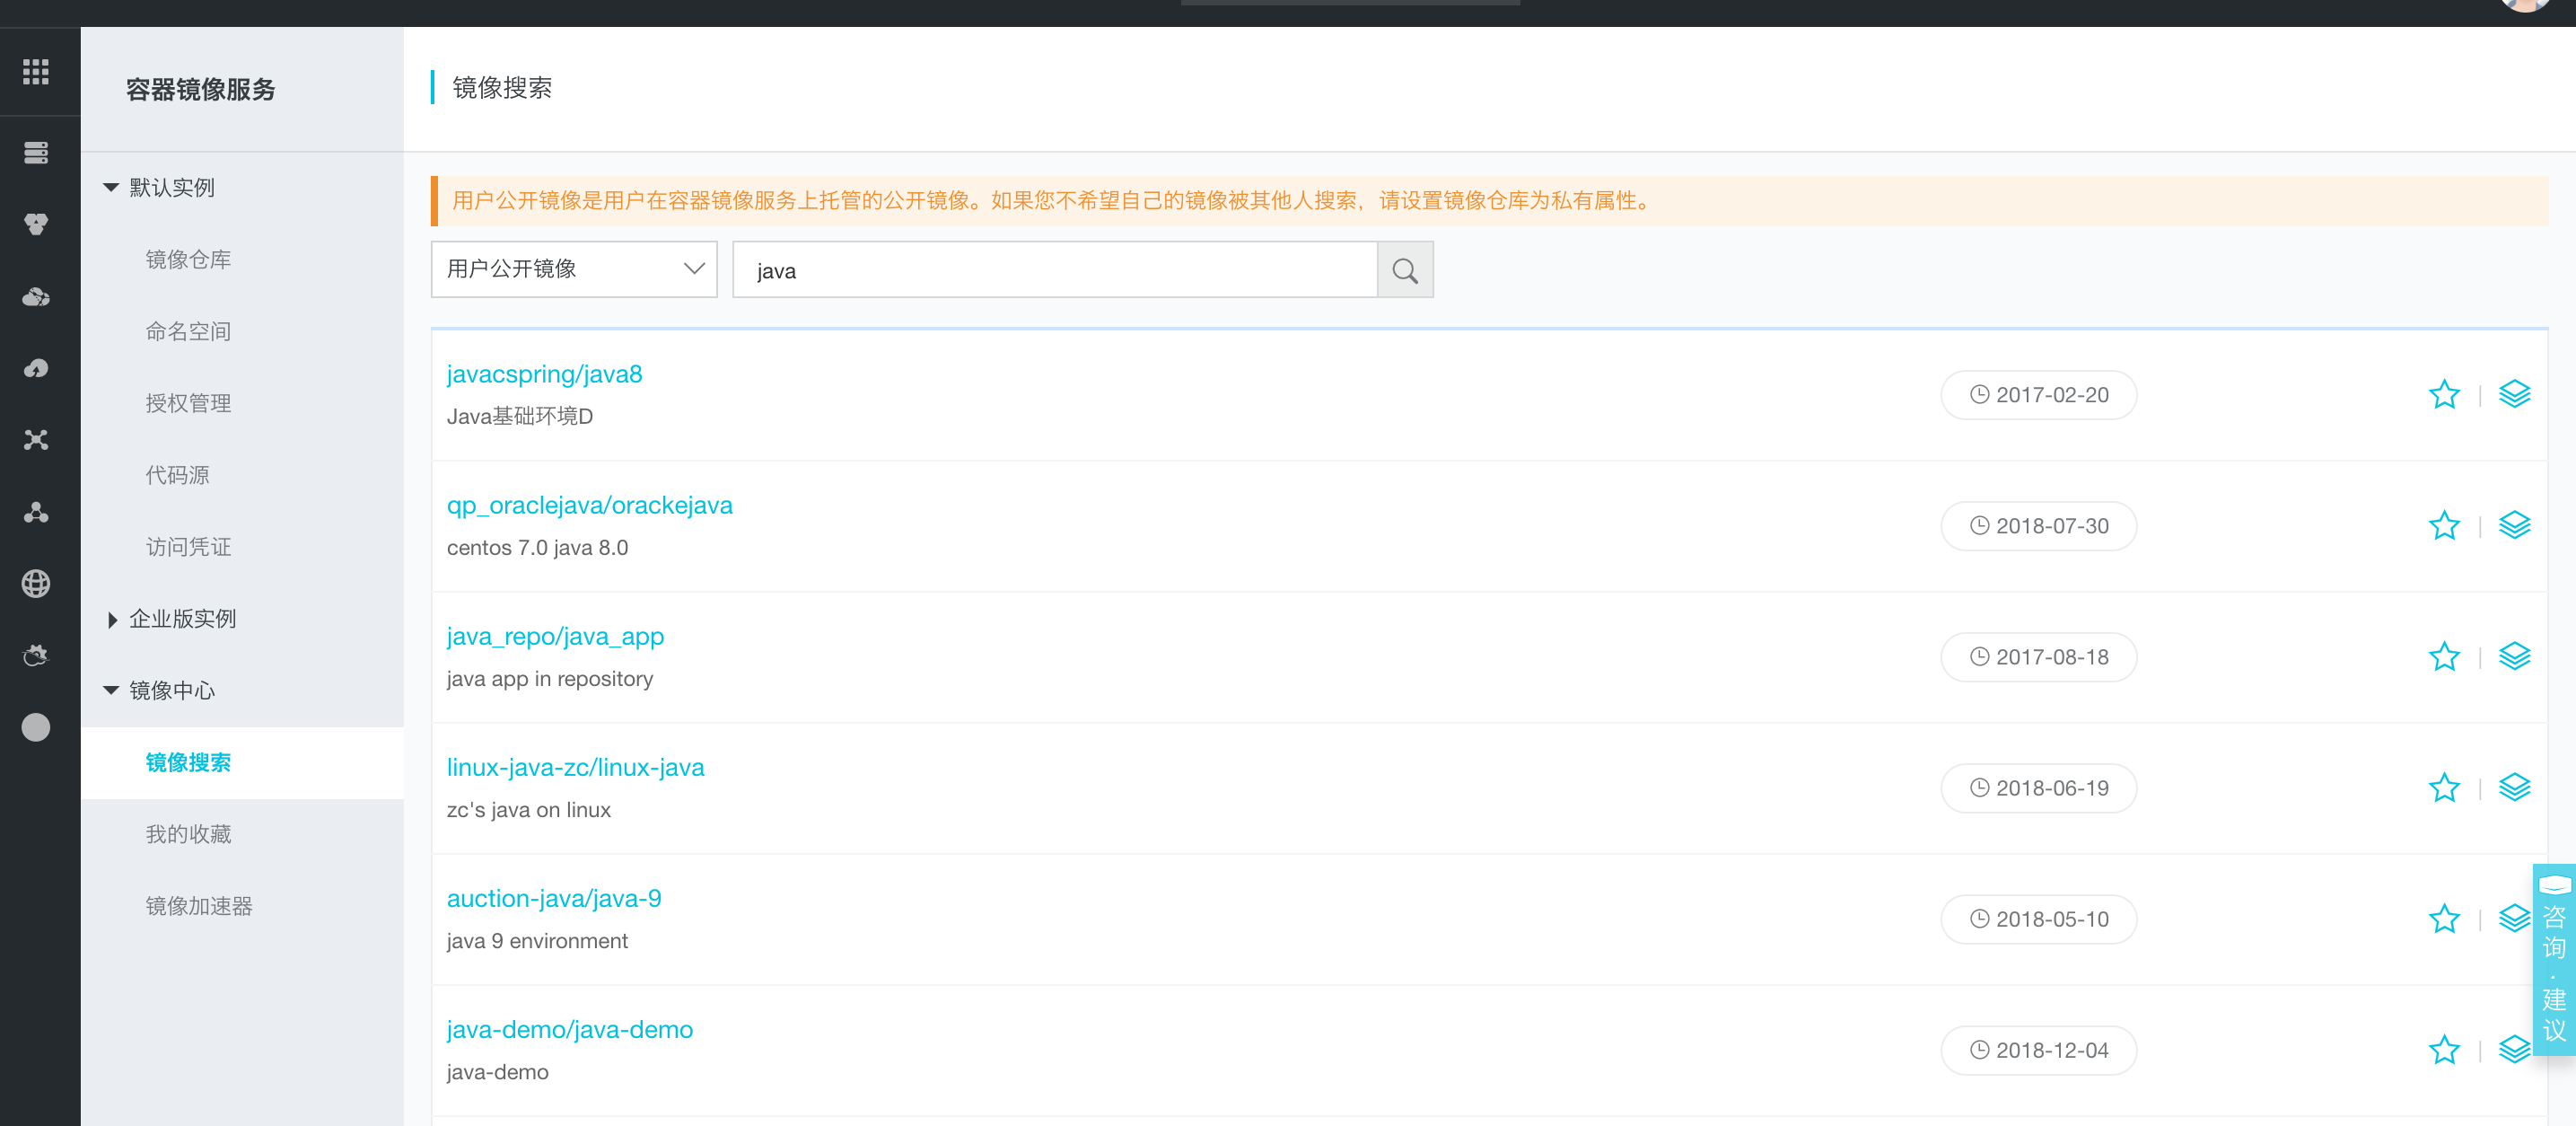 容器镜像服务
默认实例
镜像仓库
命名空间
授权管理
代码源
访问凭证
企业版实例
镜像中心
镜像搜索
我的收藏
镜像加速器
镜像搜索
用户公开镜像是用户在容器镜像服务上托管的公开镜像。如果您不希望自己的镜像被其他人搜索，请设置镜像仓库为私有属性。
用户公开镜像
java
javacspring/java8
Java基础环境D
2017-02-20
qp_oraclejava/orackejava
centos 7.0 java 8.0
2018-07-30
java_repo/java_app
java app in repository
2017-08-18
linux-java-zc/linux-java
zc's java on linux
2018-06-19
auction-java/java-9
java 9 environment
2018-05-10
java-demo/java-demo
java-demo
2018-12-04
咨询·建议